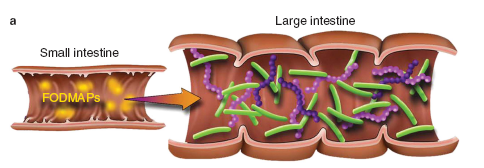 a
Large intestine
Small intestine
FODMAPs